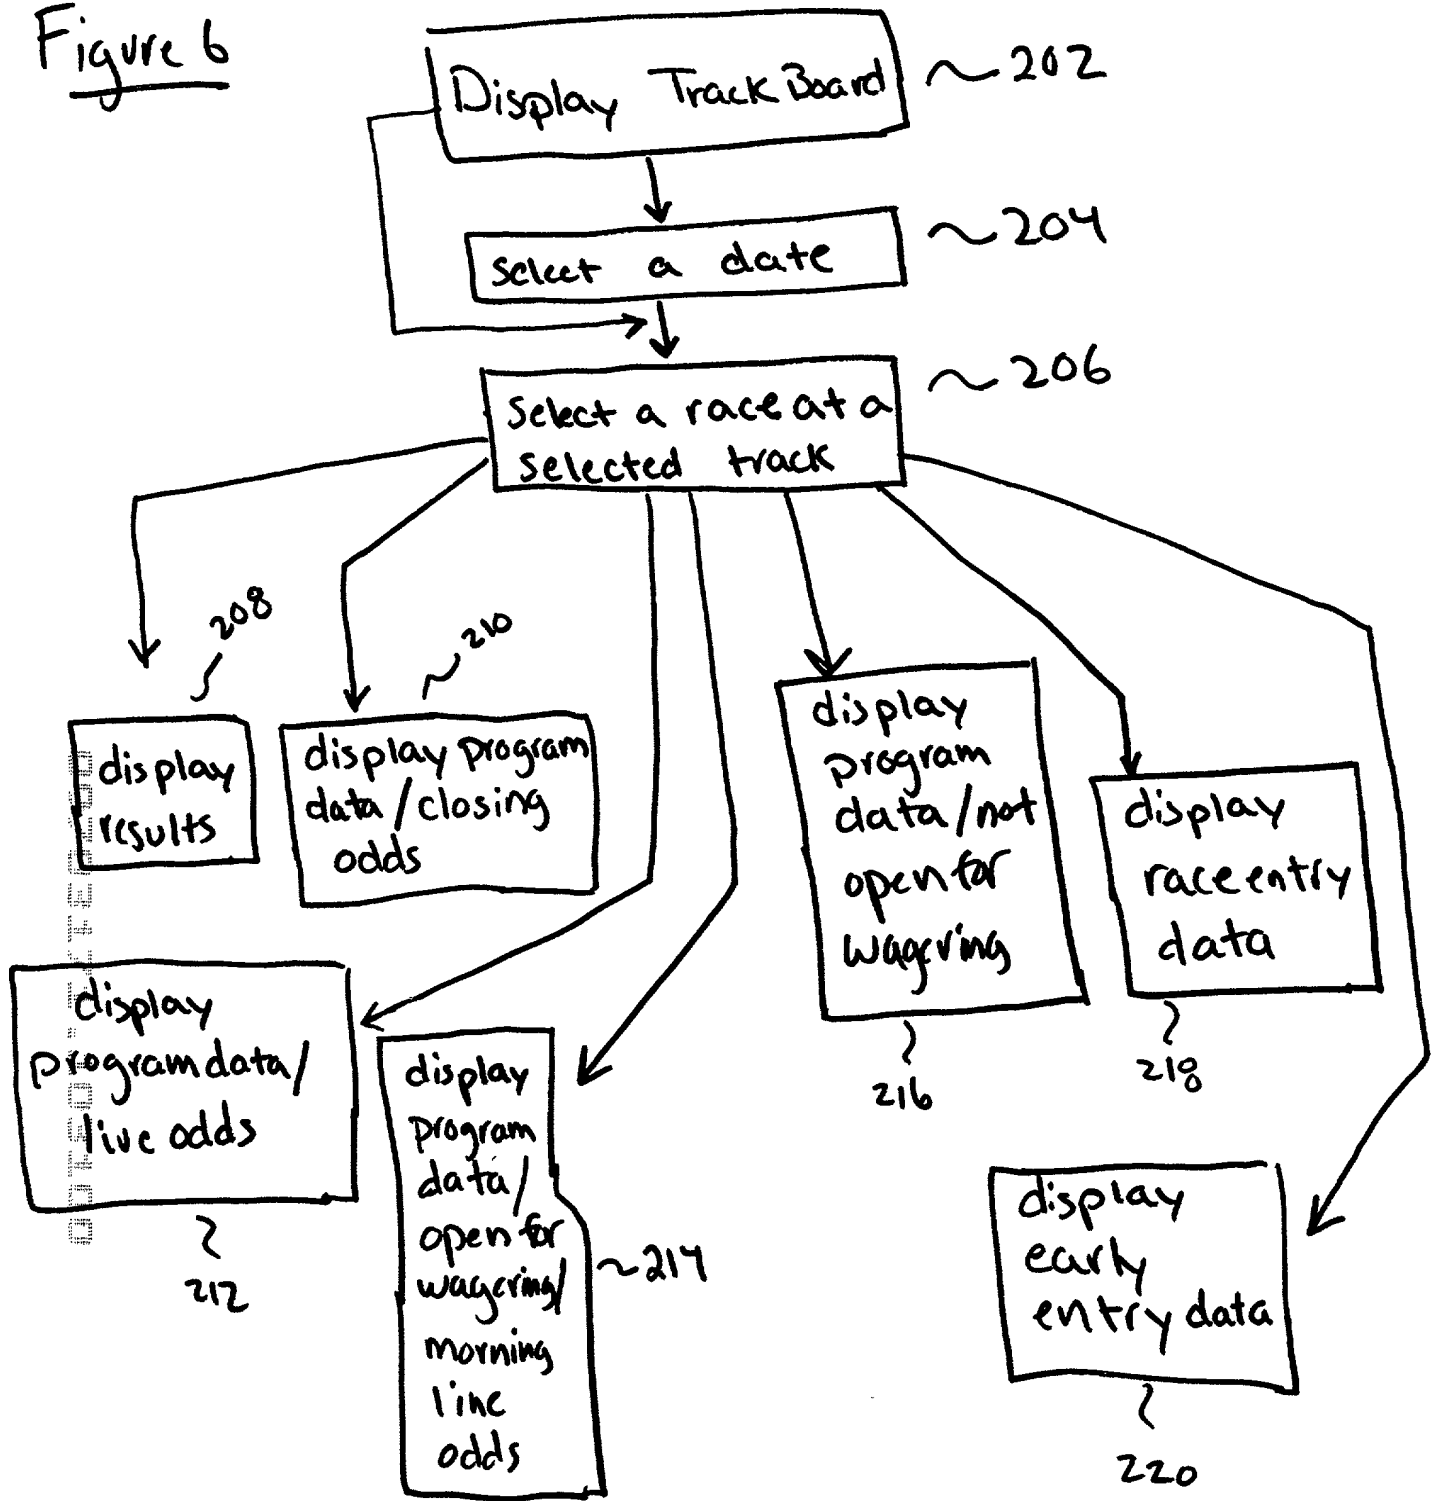 Figure 6
Display Track Board
202
select a date
204
Select a race at a
selected track
206
208
210
display
results
display program
data/closing
odds
display
program
data/not
open for
wagering
216
display
race entry
data
218
display
program data/
live odds
212
display
program
data/
open for
wagering/
morning
line
odds
214
display
early
entry data
220